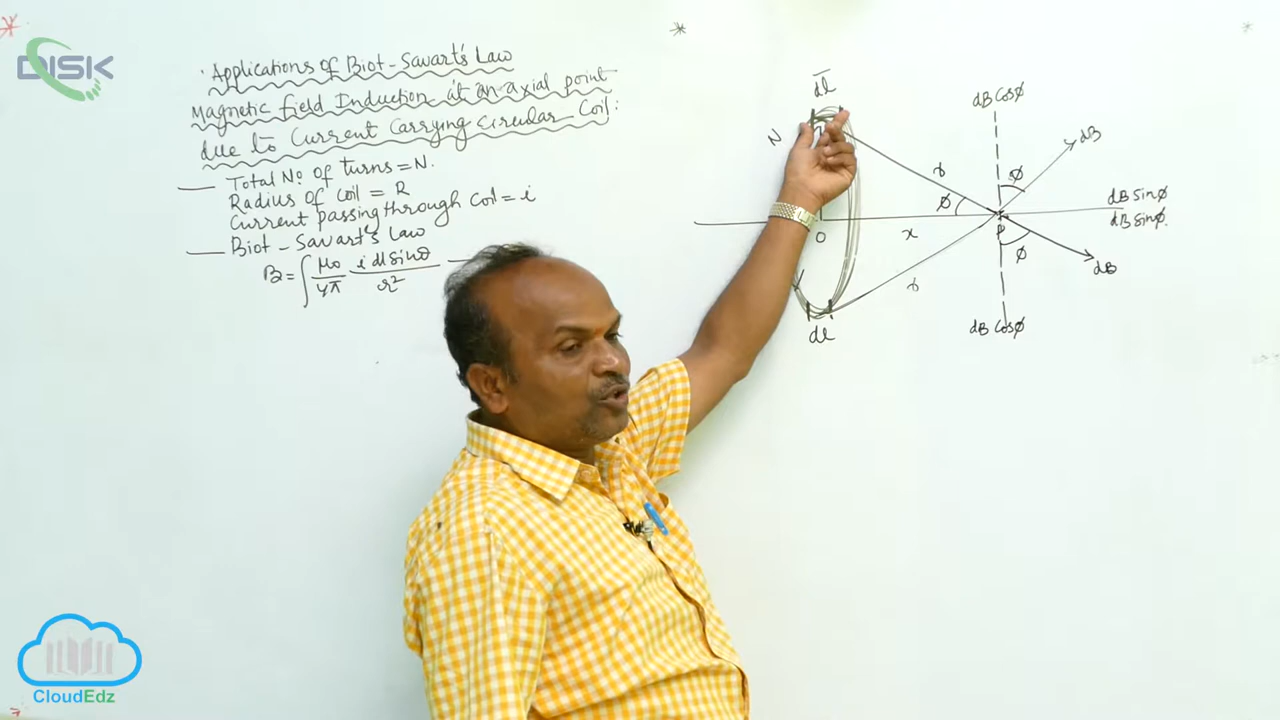 DISK
· Applications of Biot-Savart's Law
Magnetic field Induction at an axial point
due to Current Carrying Circular Coil:
— Total No of turns = N.
Radius of coil = R
Current passing through coil = i
— Biot-Savart's Law
B = ∫ μ0/4π i dl sinθ/r² —
dl
N
r
φ
O
x
r
dl
dB Cosφ
dB
φ
dB Sinφ
dB Sinφ.
P
φ
dB
dB Cosφ
CloudEdz